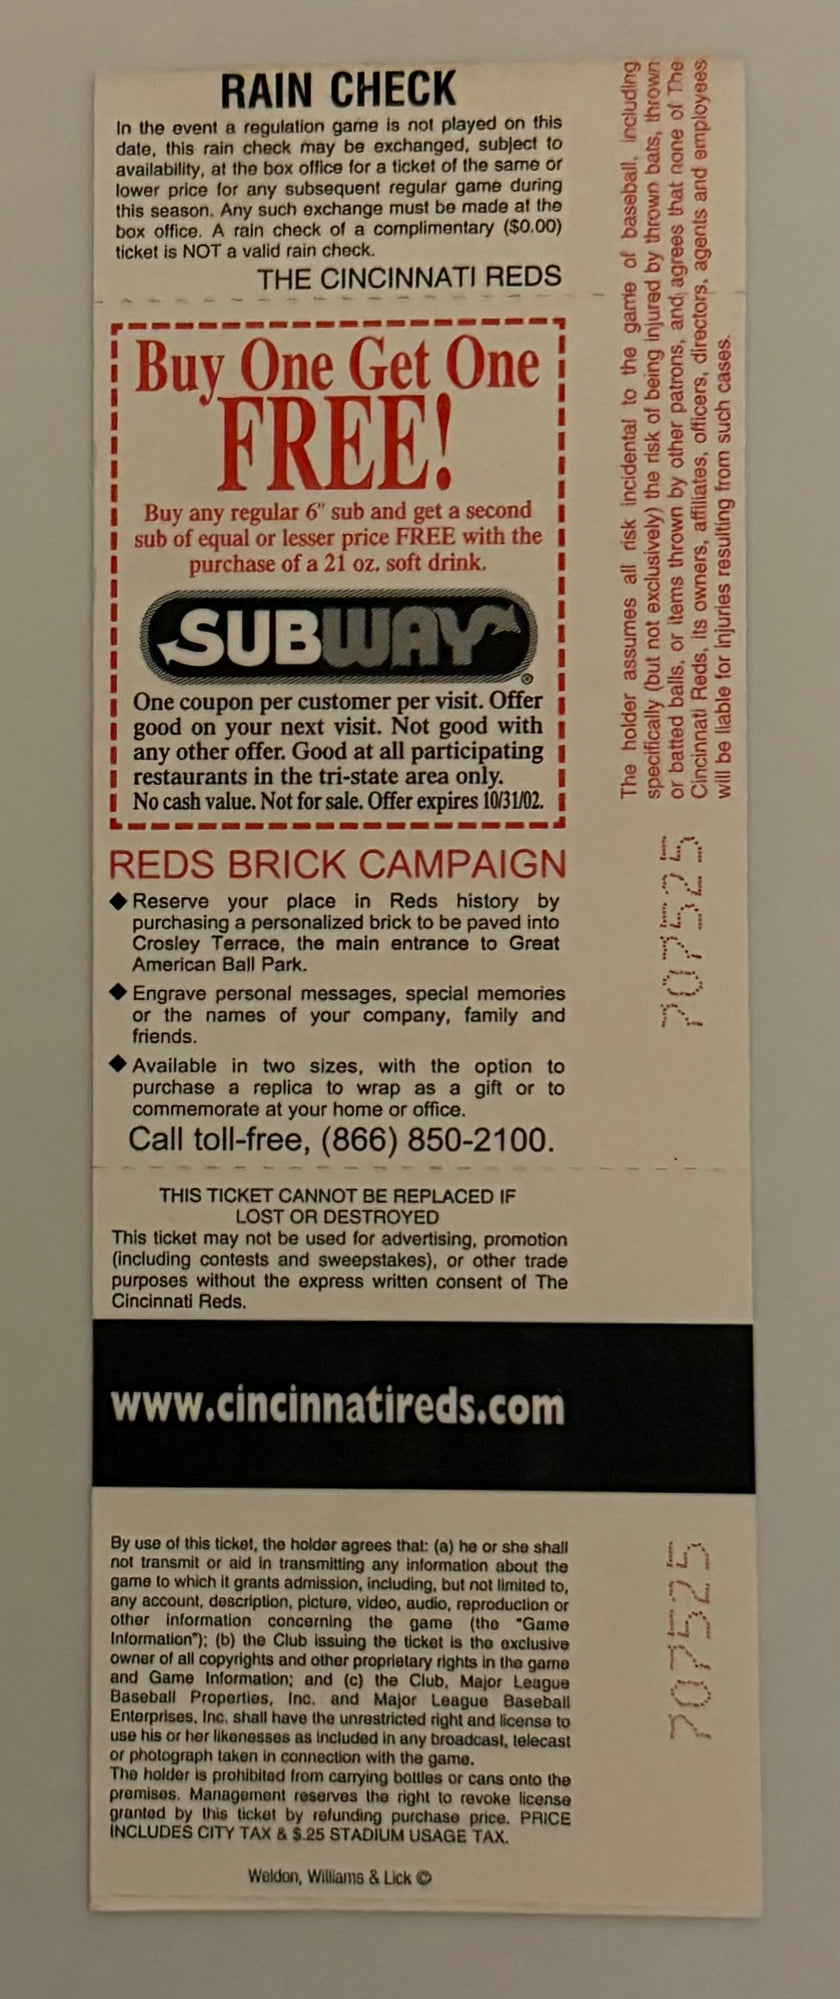 RAIN CHECK
In the event a regulation game is not played on this
date, this rain check may be exchanged, subject to
availability, at the box office for a ticket of the same or
lower price for any subsequent regular game during
this season. Any such exchange must be made at the
box office. A rain check of a complimentary ($0.00)
ticket is NOT a valid rain check.
THE CINCINNATI REDS
Buy One Get One
FREE!
Buy any regular 6" sub and get a second
sub of equal or lesser price FREE with the
purchase of a 21 oz. soft drink.
SUBWAY®
One coupon per customer per visit. Offer
good on your next visit. Not good with
any other offer. Good at all participating
restaurants in the tri-state area only.
No cash value. Not for sale. Offer expires 10/31/02.
REDS BRICK CAMPAIGN
◆ Reserve your place in Reds history by
purchasing a personalized brick to be paved into
Crosley Terrace, the main entrance to Great
American Ball Park.
◆ Engrave personal messages, special memories
or the names of your company, family and
friends.
◆ Available in two sizes, with the option to
purchase a replica to wrap as a gift or to
commemorate at your home or office.
Call toll-free, (866) 850-2100.
THIS TICKET CANNOT BE REPLACED IF
LOST OR DESTROYED
This ticket may not be used for advertising, promotion
(including contests and sweepstakes), or other trade
purposes without the express written consent of The
Cincinnati Reds.
www.cincinnatireds.com
By use of this ticket, the holder agrees that: (a) he or she shall
not transmit or aid in transmitting any information about the
game to which it grants admission, including, but not limited to,
any account, description, picture, video, audio, reproduction or
other information concerning the game (the "Game
Information"); (b) the Club issuing the ticket is the exclusive
owner of all copyrights and other proprietary rights in the game
and Game Information; and (c) the Club, Major League
Baseball Properties, Inc. and Major League Baseball
Enterprises, Inc. shall have the unrestricted right and license to
use his or her likenesses as included in any broadcast, telecast
or photograph taken in connection with the game.
The holder is prohibited from carrying bottles or cans onto the
premises. Management reserves the right to revoke license
granted by this ticket by refunding purchase price. PRICE
INCLUDES CITY TAX & $.25 STADIUM USAGE TAX.
Weldon, Williams & Lick ©
The holder assumes all risk incidental to the game of baseball, including
specifically (but not exclusively) the risk of being injured by thrown bats, thrown
or batted balls, or items thrown by other patrons, and agrees that none of The
Cincinnati Reds, its owners, affiliates, officers, directors, agents and employees
will be liable for injuries resulting from such cases.
707525
707525